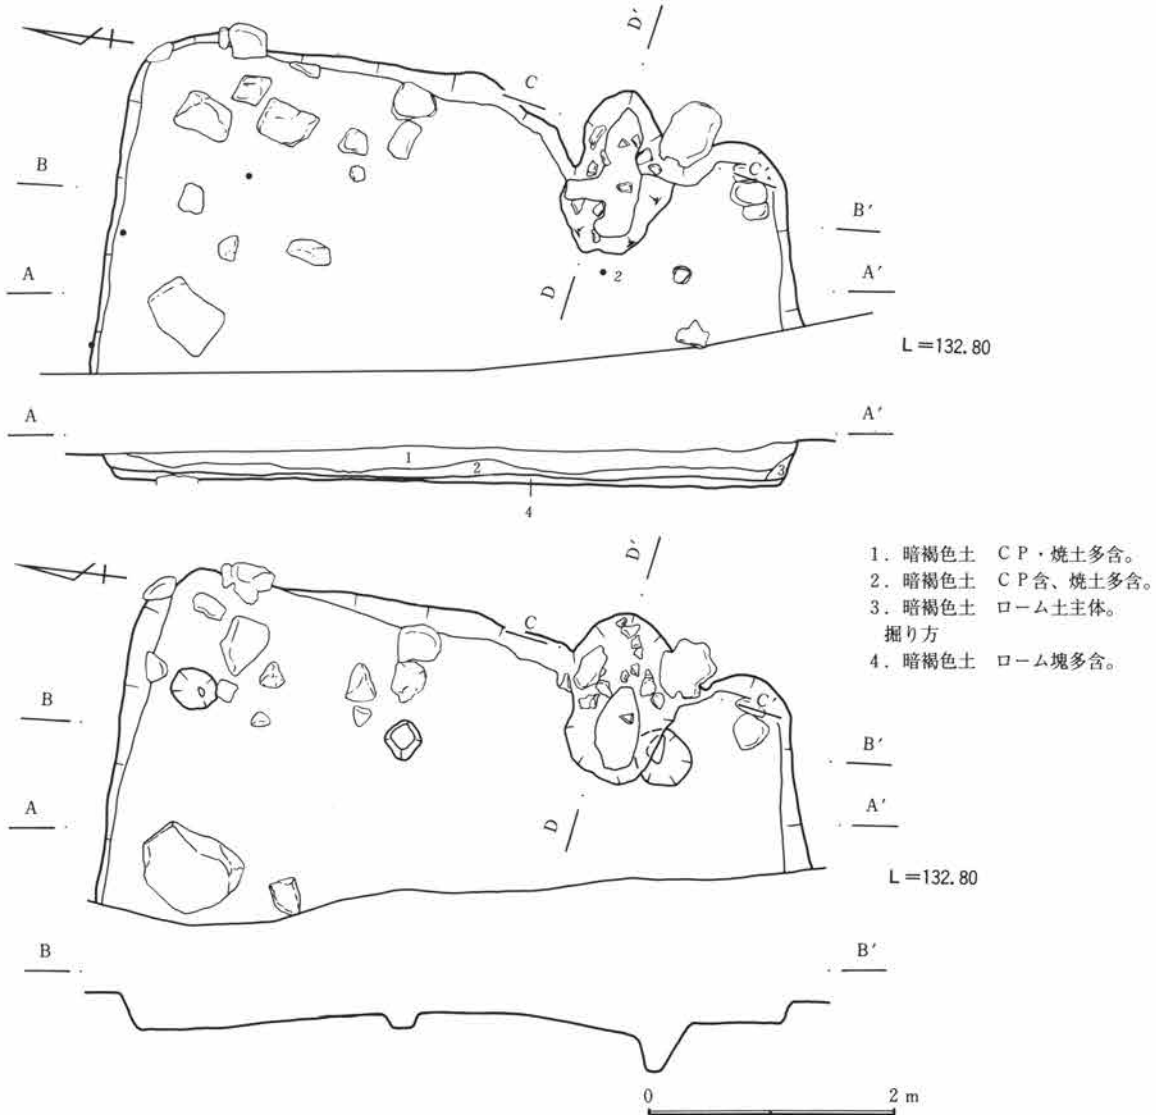 D′
C
B
C′
B′
A
A′
2
D
L=132.80
A
A′
1
2
3
4
D′
1．暗褐色土　ＣＰ・焼土多含。
2．暗褐色土　ＣＰ含、焼土多含。
3．暗褐色土　ローム土主体。
掘り方
4．暗褐色土　ローム塊多含。
C
C′
B
B′
A
A′
D
L=132.80
B
B′
0
2 m